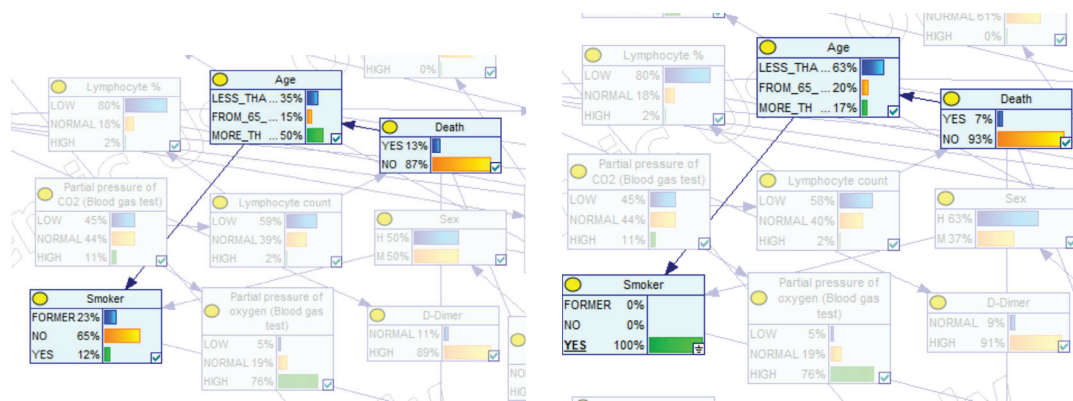 Lymphocyte %
LOW 80%
NORMAL 18%
HIGH 2%
HIGH 0%
Age
LESS_THA ... 35%
FROM_65_ ... 15%
MORE_TH ... 50%
Death
YES 13%
NO 87%
Partial pressure of
CO2 (Blood gas test)
LOW 45%
NORMAL 44%
HIGH 11%
Lymphocyte count
LOW 59%
NORMAL 39%
HIGH 2%
Sex
H 50%
M 50%
Smoker
FORMER 23%
NO 65%
YES 12%
Partial pressure of
oxygen (Blood gas
test)
LOW 5%
NORMAL 19%
HIGH 76%
D-Dimer
NORMAL 11%
HIGH 89%
NO
HIGH
NORMAL 61%
HIGH 0%
Lymphocyte %
LOW 80%
NORMAL 18%
HIGH 2%
Age
LESS_THA ... 63%
FROM_65_ ... 20%
MORE_TH ... 17%
Death
YES 7%
NO 93%
Partial pressure of
CO2 (Blood gas test)
LOW 45%
NORMAL 44%
HIGH 11%
Lymphocyte count
LOW 58%
NORMAL 40%
HIGH 2%
Sex
H 63%
M 37%
Smoker
FORMER 0%
NO 0%
YES 100%
Partial pressure of
oxygen (Blood gas
test)
LOW 5%
NORMAL 19%
HIGH 76%
D-Dimer
NORMAL 9%
HIGH 91%